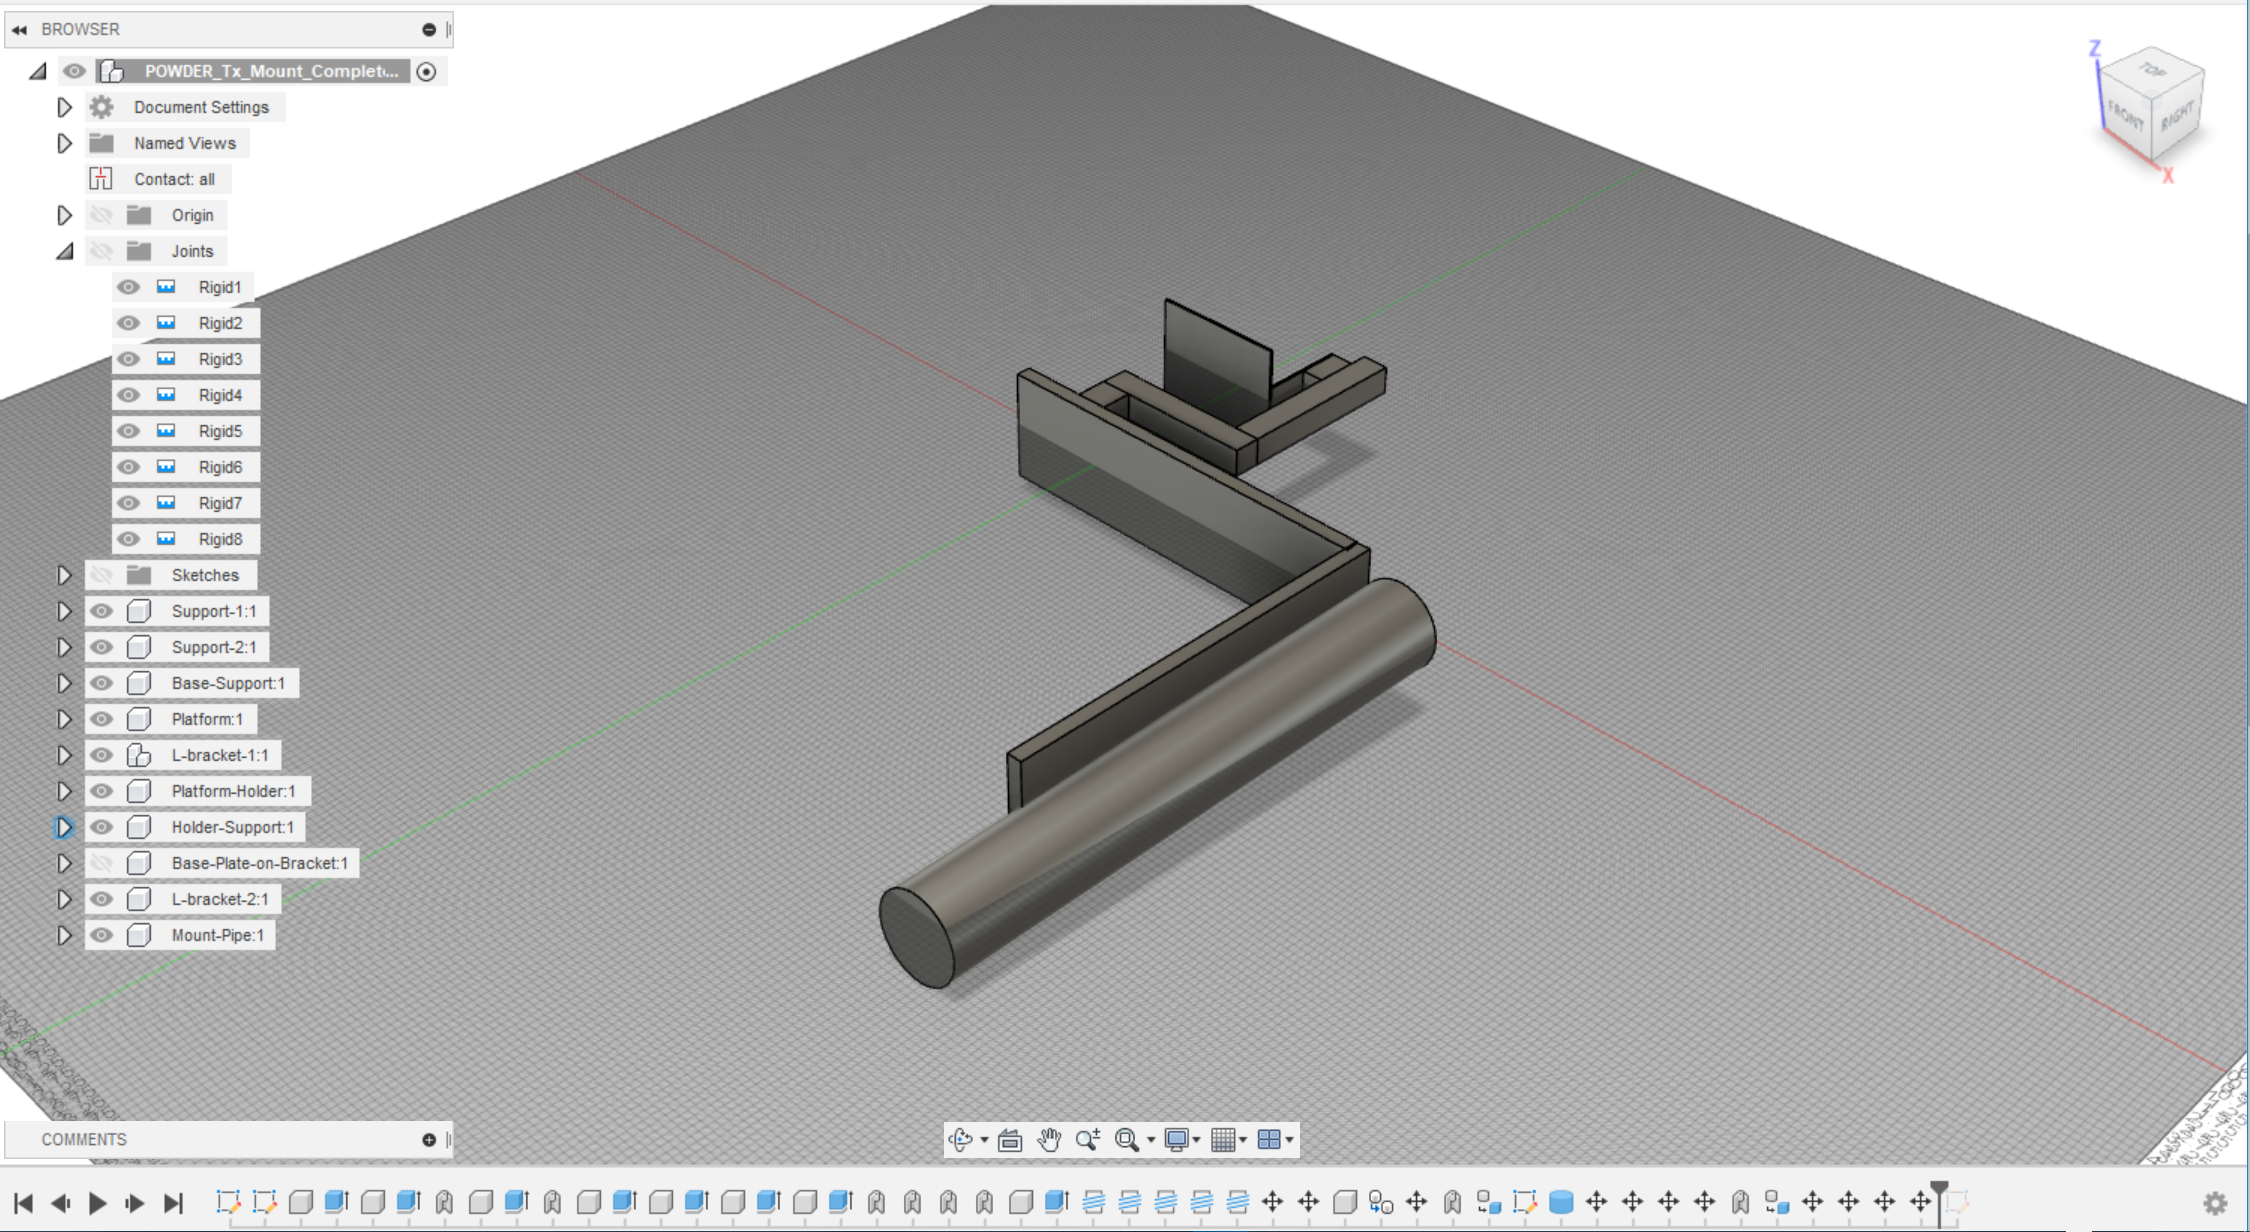 BROWSER
POWDER_Tx_Mount_Complet...
Document Settings
Named Views
Contact: all
Origin
Joints
Rigid1
Rigid2
Rigid3
Rigid4
Rigid5
Rigid6
Rigid7
Rigid8
Sketches
Support-1:1
Support-2:1
Base-Support:1
Platform:1
L-bracket-1:1
Platform-Holder:1
Holder-Support:1
Base-Plate-on-Bracket:1
L-bracket-2:1
Mount-Pipe:1
COMMENTS
Z
TOP
FRONT
RIGHT
X